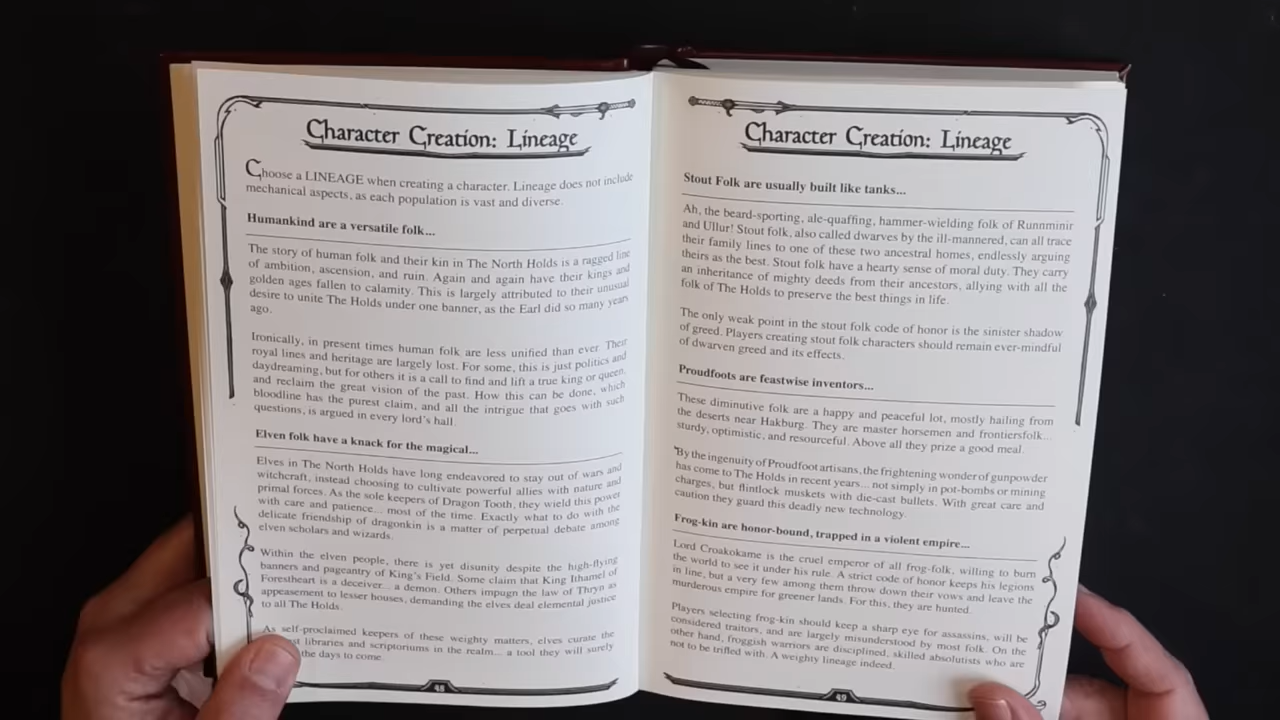 Character Creation: Lineage
Choose a LINEAGE when creating a character. Lineage does not include
mechanical aspects, as each population is vast and diverse.
Humankind are a versatile folk...
The story of human folk and their kin in The North Holds is a ragged line
of ambition, ascension, and ruin. Again and again have their kings and
golden ages fallen to calamity. This is largely attributed to their unusual
desire to unite The Holds under one banner, as the Earl did so many years
ago.
Ironically, in present times human folk are less unified than ever. Their
royal lines and heritage are largely lost. For some, this is just politics and
daydreaming, but for others it is a call to find and lift a true king or queen,
and reclaim the great vision of the past. How this can be done, which
bloodline has the purest claim, and all the intrigue that goes with such
questions, is argued in every lord's hall.
Elven folk have a knack for the magical...
Elves in The North Holds have long endeavored to stay out of wars and
witchcraft, instead choosing to cultivate powerful allies with nature and
primal forces. As the sole keepers of Dragon Tooth, they wield this power
with care and patience... most of the time. Exactly what to do with the
delicate friendship of dragonkin is a matter of perpetual debate among
elven scholars and wizards.
Within the elven people, there is yet disunity despite the high-flying
banners and pageantry of King's Field. Some claim that King Ithamel of
Forestheart is a deceiver... a demon. Others impugn the law of Thryn as
appeasement to lesser houses, demanding the elves deal elemental justice
to all The Holds.
As self-proclaimed keepers of these weighty matters, elves curate the
libraries and scriptoriums in the realm... a tool they will surely
the days to come.
48
Character Creation: Lineage
Stout Folk are usually built like tanks...
Ah, the beard-sporting, ale-quaffing, hammer-wielding folk of Runnminir
and Ullur! Stout folk, also called dwarves by the ill-mannered, can all trace
their family lines to one of these two ancestral homes, endlessly arguing
theirs as the best. Stout folk have a hearty sense of moral duty. They carry
an inheritance of mighty deeds from their ancestors, allying with all the
folk of The Holds to preserve the best things in life.
The only weak point in the stout folk code of honor is the sinister shadow
of greed. Players creating stout folk characters should remain ever-mindful
of dwarven greed and its effects.
Proudfoots are feastwise inventors...
These diminutive folk are a happy and peaceful lot, mostly hailing from
the deserts near Hakburg. They are master horsemen and frontiersfolk...
sturdy, optimistic, and resourceful. Above all they prize a good meal.
By the ingenuity of Proudfoot artisans, the frightening wonder of gunpowder
has come to The Holds in recent years... not simply in pot-bombs or mining
charges, but flintlock muskets with die-cast bullets. With great care and
caution they guard this deadly new technology.
Frog-kin are honor-bound, trapped in a violent empire...
Lord Croakokame is the cruel emperor of all frog-folk, willing to burn
the world to see it under his rule. A strict code of honor keeps his legions
in line, but a very few among them throw down their vows and leave the
murderous empire for greener lands. For this, they are hunted.
Players selecting frog-kin should keep a sharp eye for assassins, will be
considered traitors, and are largely misunderstood by most folk. On the
other hand, froggish warriors are disciplined, skilled absolutists who are
not to be trifled with. A weighty lineage indeed.
49